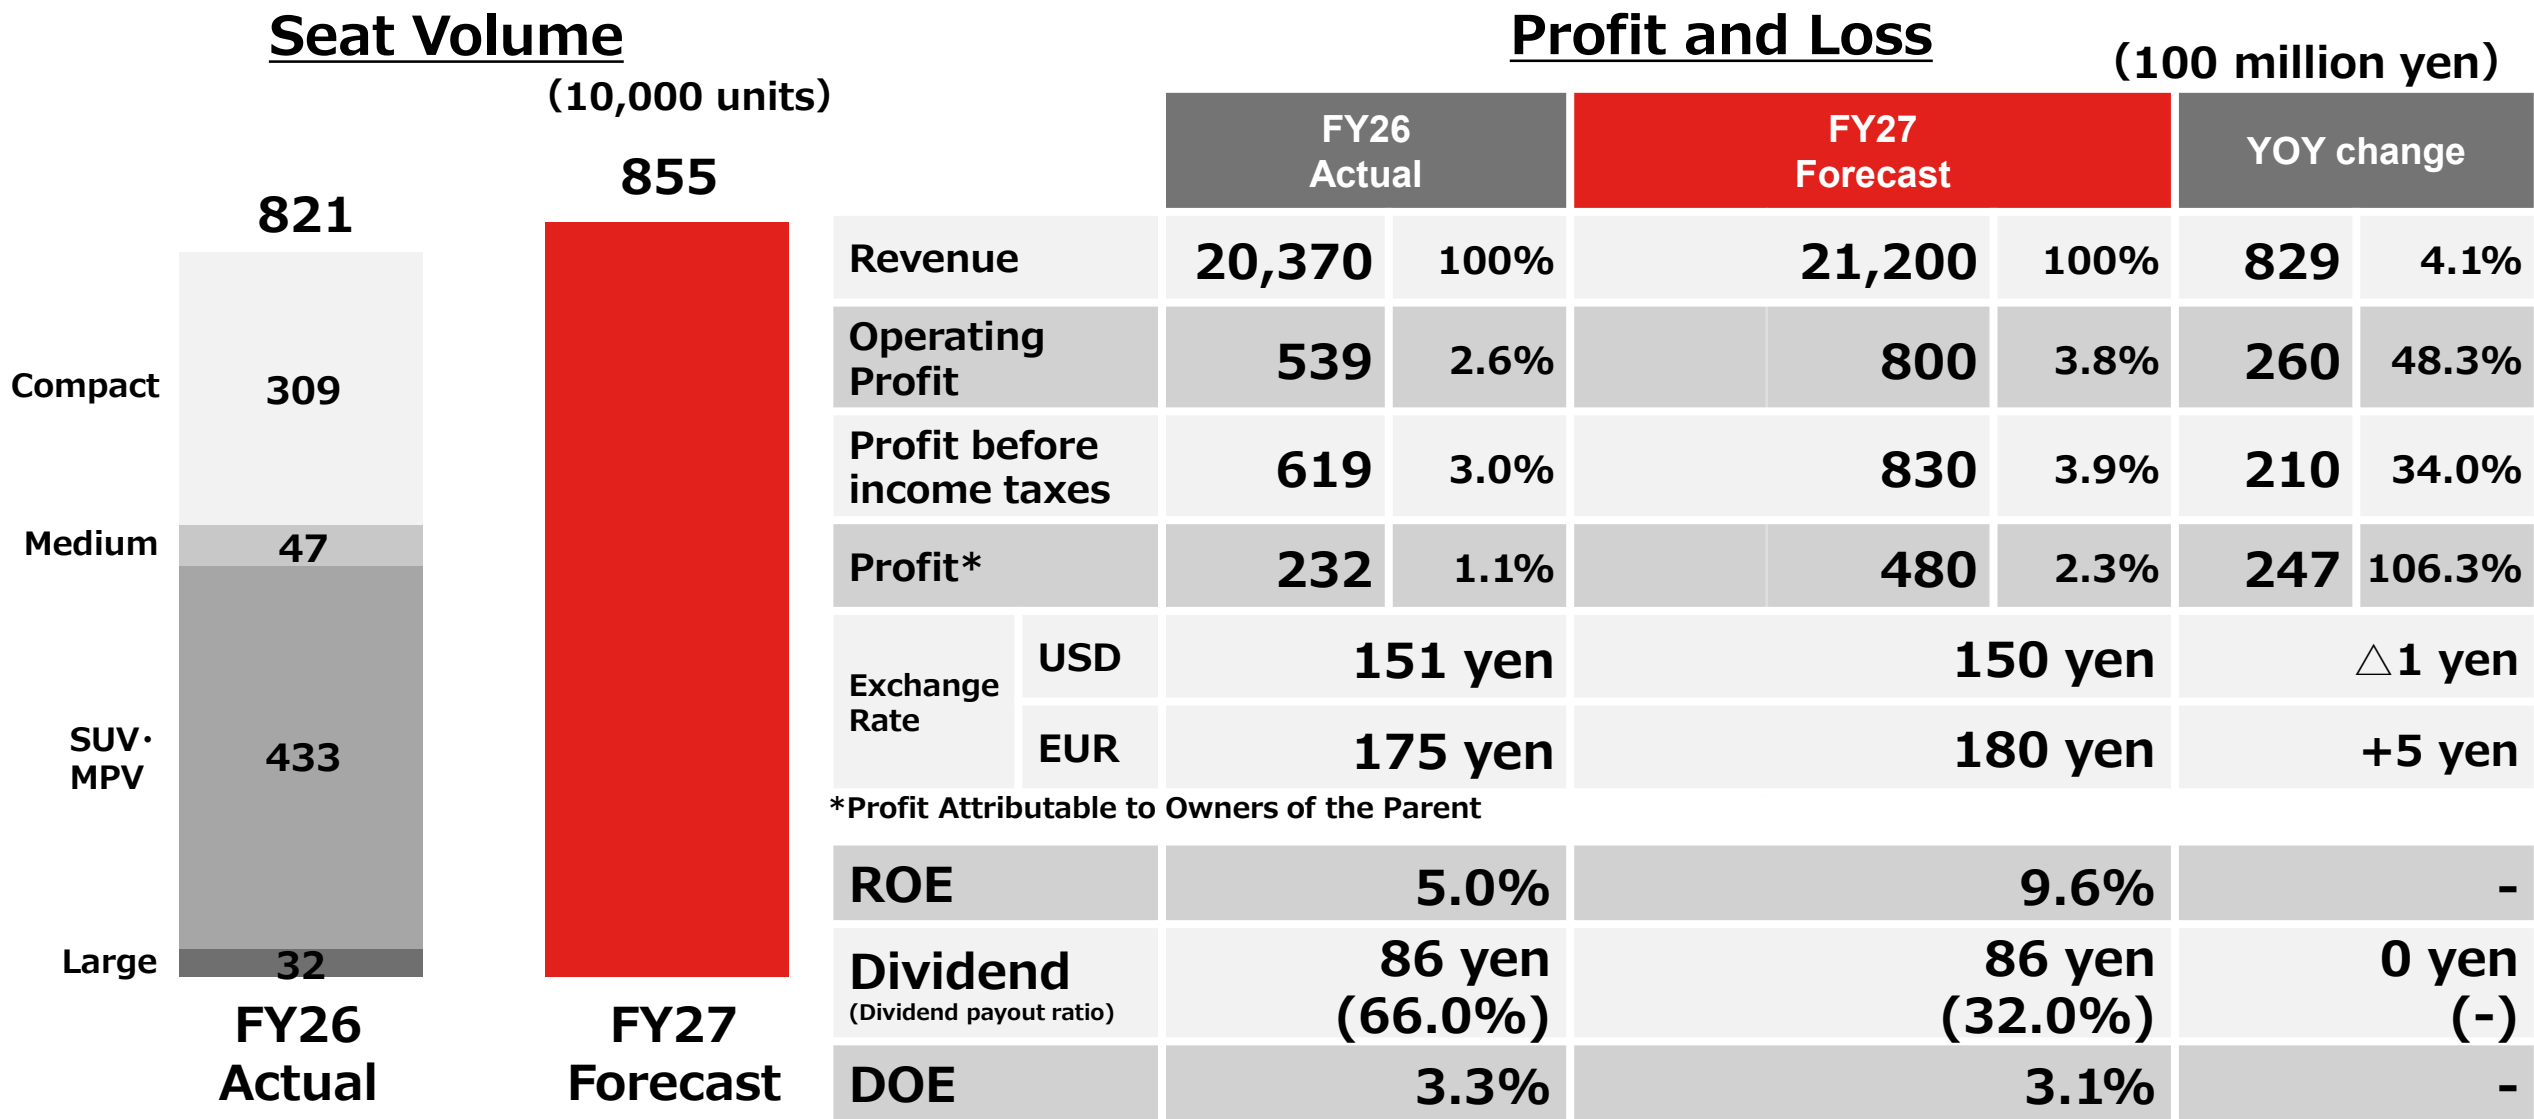 Seat Volume
（10,000 units）
821
855
Compact
309
Medium
47
SUV・
MPV
433
Large
32
FY26
Actual
FY27
Forecast
Profit and Loss
（100 million yen）
FY26
Actual
FY27
Forecast
YOY change
Revenue 20,370 100% 21,200 100% 829 4.1%
Operating
Profit
539 2.6% 800 3.8% 260 48.3%
Profit before
income taxes
619 3.0% 830 3.9% 210 34.0%
Profit* 232 1.1% 480 2.3% 247 106.3%
Exchange
Rate
USD 151 yen 150 yen △1 yen
EUR 175 yen 180 yen +5 yen
*Profit Attributable to Owners of the Parent
ROE 5.0% 9.6% -
Dividend
(Dividend payout ratio)
86 yen 86 yen 0 yen
(66.0%) (32.0%) (-)
DOE 3.3% 3.1% -